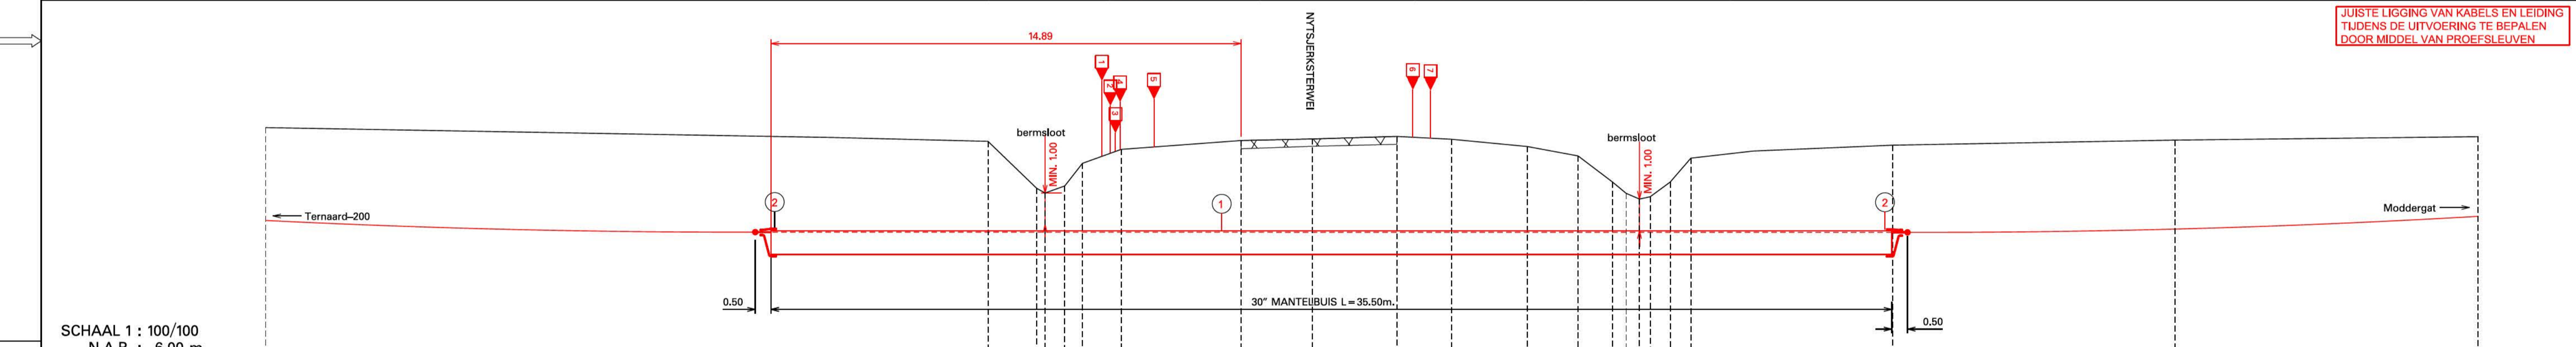 JUISTE LIGGING VAN KABELS EN LEIDING
TIJDENS DE UITVOERING TE BEPALEN
DOOR MIDDEL VAN PROEFSLEUVEN
NYTSJERKSTERWEI
14.89
1
2
4
3
5
6
7
bermsloot
MIN. 1.00
bermsloot
MIN. 1.00
Ternaard-200
2
1
2
Moddergat
0.50
30" MANTELBUIS L=35.50m.
0.50
SCHAAL 1 : 100/100
N.A.P. : -6.00 m